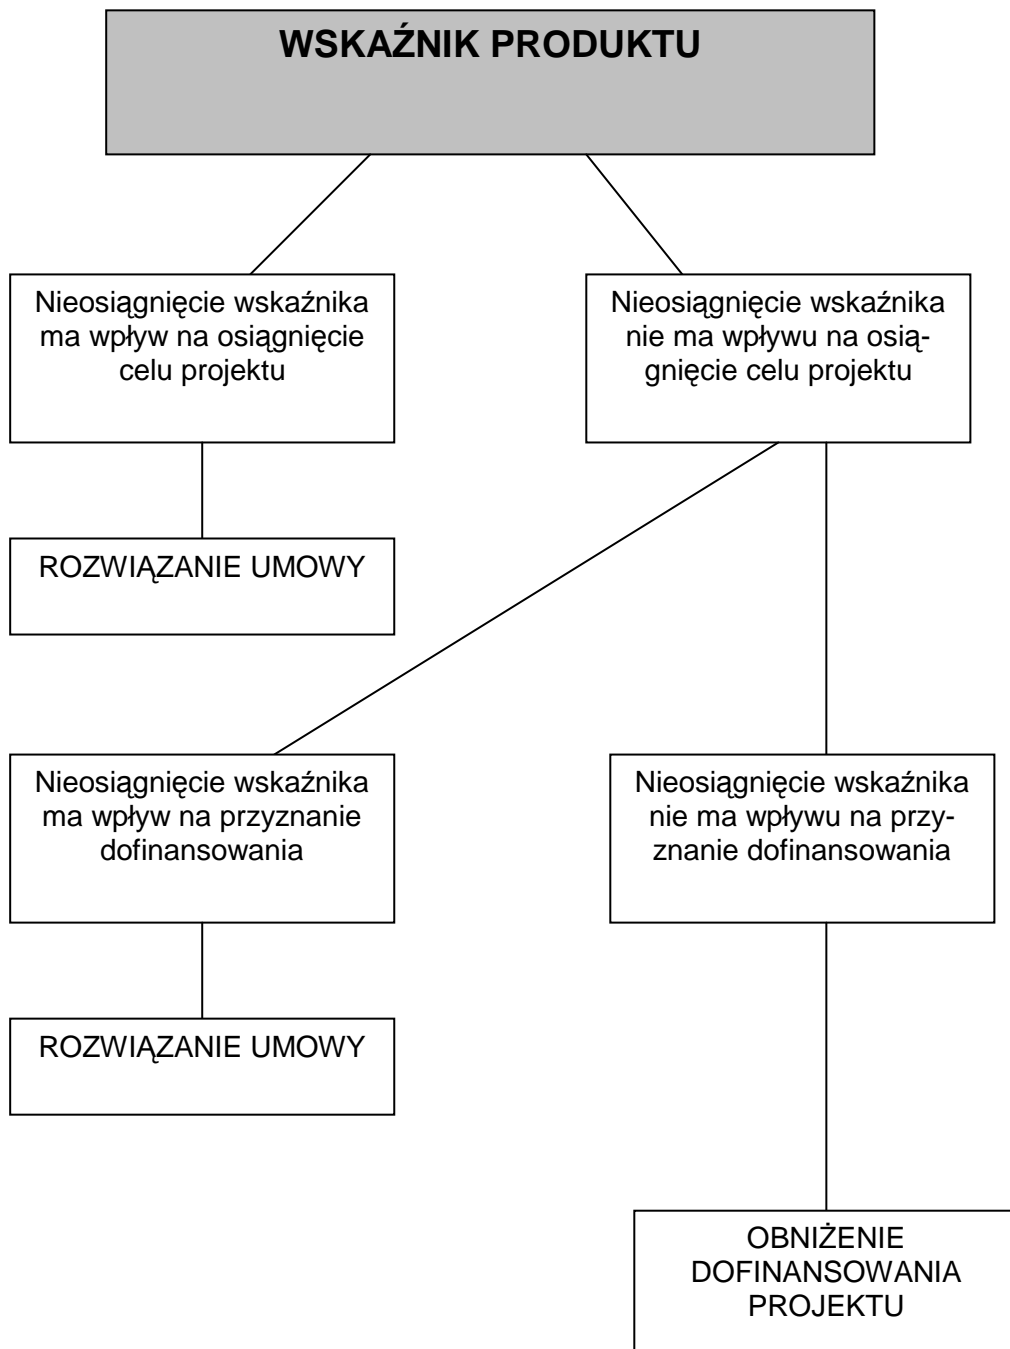 WSKAŹNIK PRODUKTU
Nieosiągnięcie wskaźnika
ma wpływ na osiągnięcie
celu projektu
Nieosiągnięcie wskaźnika
nie ma wpływu na osią-
gnięcie celu projektu
ROZWIĄZANIE UMOWY
Nieosiągnięcie wskaźnika
ma wpływ na przyznanie
dofinansowania
Nieosiągnięcie wskaźnika
nie ma wpływu na przy-
znanie dofinansowania
ROZWIĄZANIE UMOWY
OBNIŻENIE
DOFINANSOWANIA
PROJEKTU